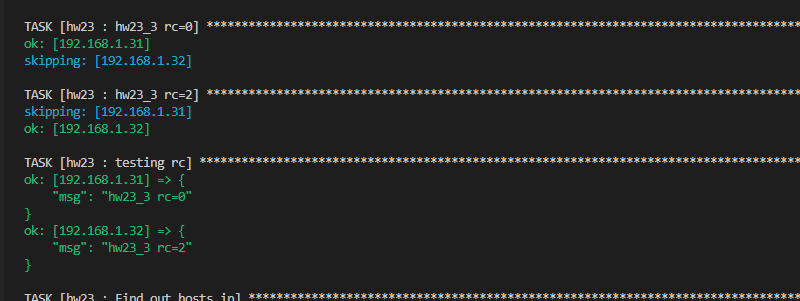 TASK [hw23 : hw23_3 rc=0] *************************************************************************************
ok: [192.168.1.31]
skipping: [192.168.1.32]
TASK [hw23 : hw23_3 rc=2] *************************************************************************************
skipping: [192.168.1.31]
ok: [192.168.1.32]
TASK [hw23 : testing rc] **************************************************************************************
ok: [192.168.1.31] => {
    "msg": "hw23_3 rc=0"
}
ok: [192.168.1.32] => {
    "msg": "hw23_3 rc=2"
}
TASK [hw23 : Find out hosts ip] *******************************************************************************